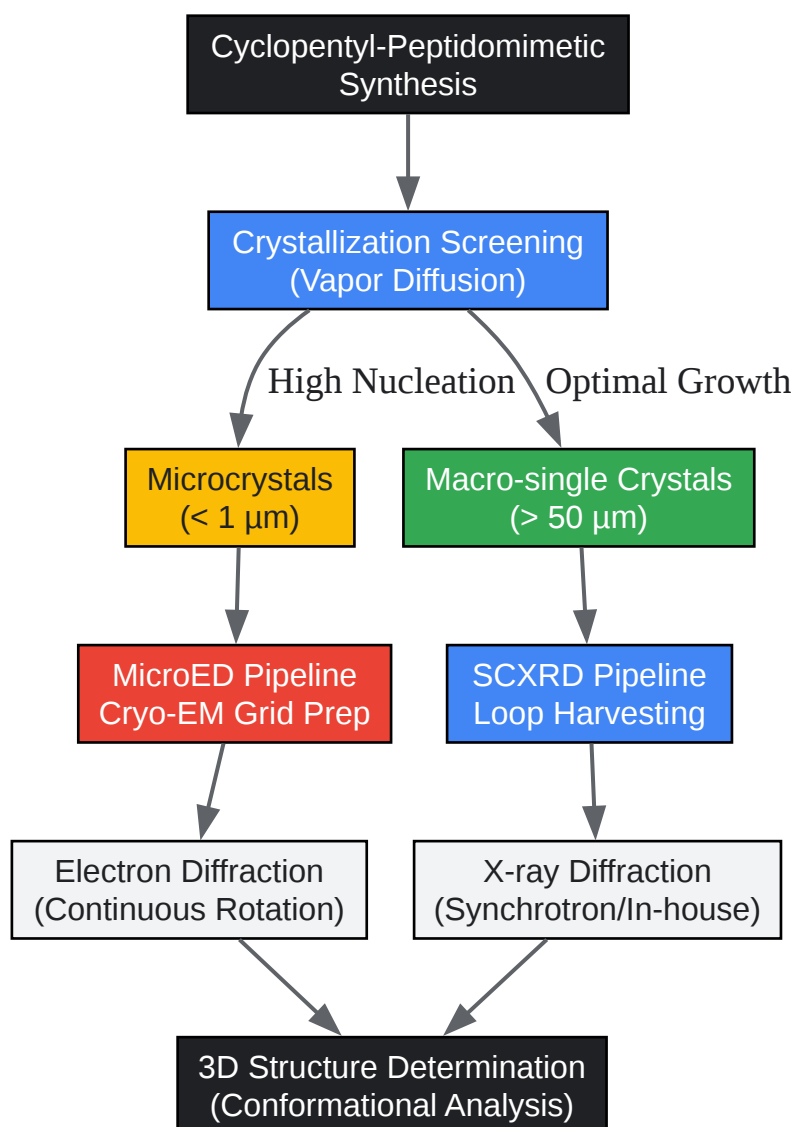 Cyclopentyl-Peptidomimetic
Synthesis
Crystallization Screening
(Vapor Diffusion)
High Nucleation
Optimal Growth
Microcrystals
(< 1 µm)
Macro-single Crystals
(> 50 µm)
MicroED Pipeline
Cryo-EM Grid Prep
SCXRD Pipeline
Loop Harvesting
Electron Diffraction
(Continuous Rotation)
X-ray Diffraction
(Synchrotron/In-house)
3D Structure Determination
(Conformational Analysis)